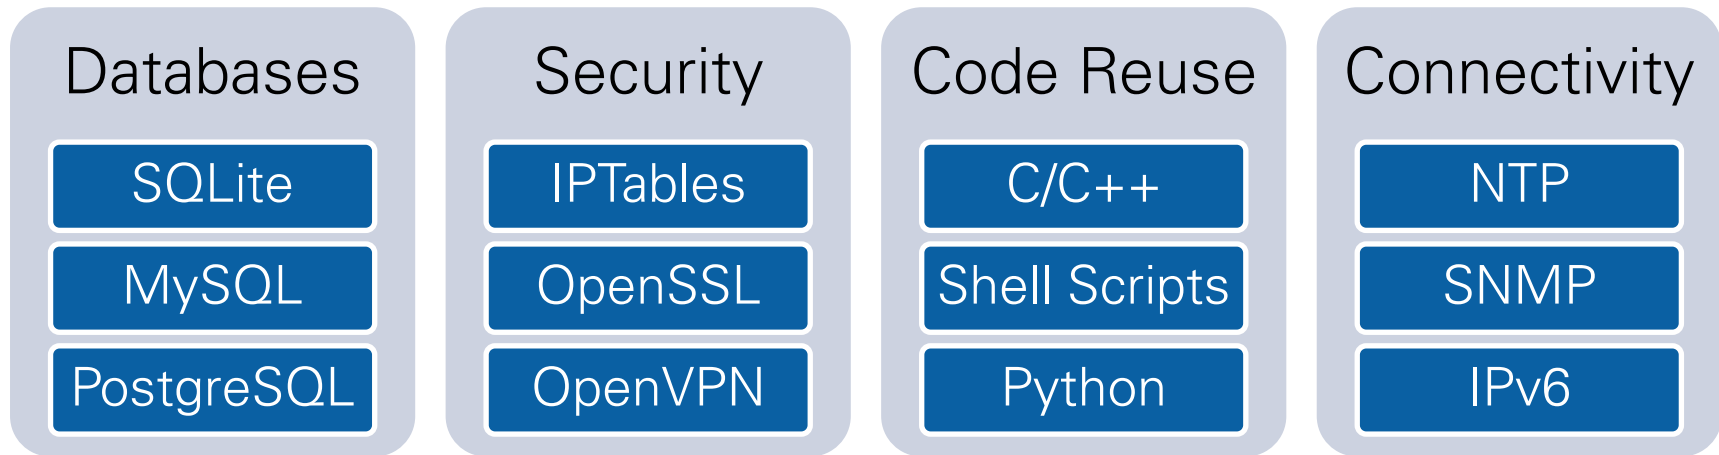 Databases
SQLite
MySQL
PostgreSQL
Security
IPTables
OpenSSL
OpenVPN
Code Reuse
C/C++
Shell Scripts
Python
Connectivity
NTP
SNMP
IPv6